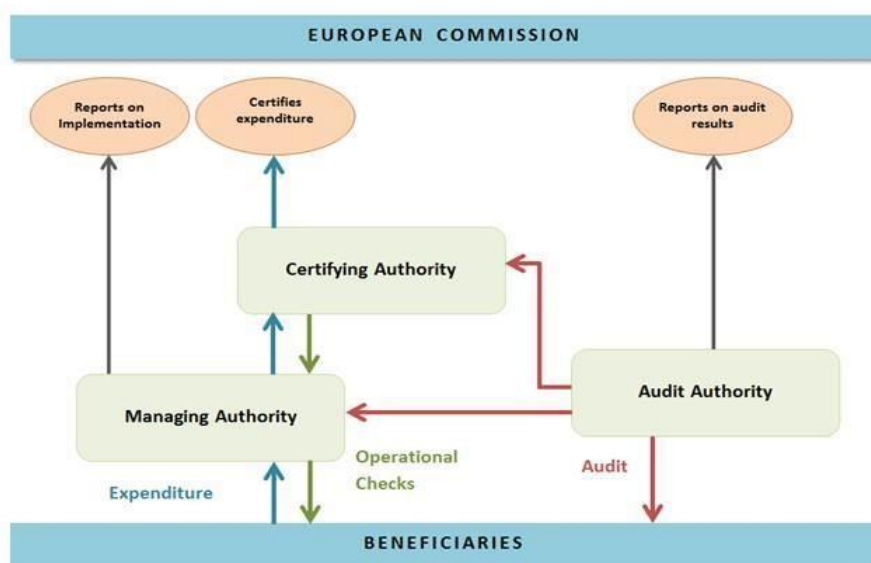 EUROPEAN COMMISSION
Reports on
Implementation
Certifies
expenditure
Reports on audit
results
Certifying Authority
Managing Authority
Audit Authority
Operational
Checks
Audit
Expenditure
BENEFICIARIES